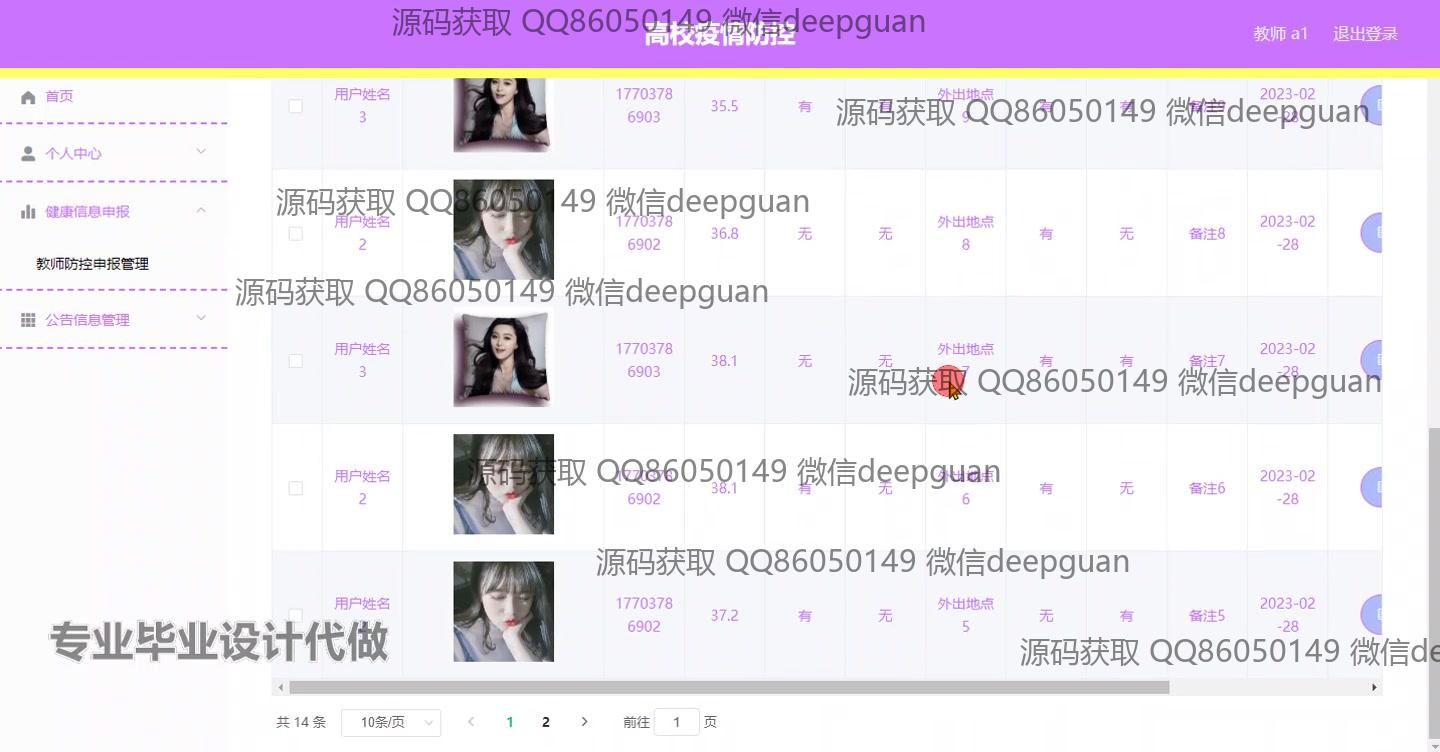 源码获取 QQ86050149 微信deepguan
高校疫情防控
教师 a1
退出登录
首页
个人中心
健康信息申报
教师防控申报管理
公告信息管理
用户姓名
3
1770378
6903
35.5
有
外出地点
9
有
2023-02
-28
源码获取 QQ86050149 微信deepguan
源码获取 QQ86050149 微信deepguan
用户姓名
2
1770378
6902
36.8
无
无
外出地点
8
有
无
备注8
2023-02
-28
源码获取 QQ86050149 微信deepguan
用户姓名
3
1770378
6903
38.1
无
无
外出地点
7
有
有
备注7
2023-02
-28
源码获取 QQ86050149 微信deepguan
用户姓名
2
1770378
6902
38.1
有
无
外出地点
6
有
无
备注6
2023-02
-28
源码获取 QQ86050149 微信deepguan
源码获取 QQ86050149 微信deepguan
用户姓名
1770378
6902
37.2
有
无
外出地点
5
无
有
备注5
2023-02
-28
专业毕业设计代做
源码获取 QQ86050149 微信de
共 14 条
10条/页
1
2
前往
1
页